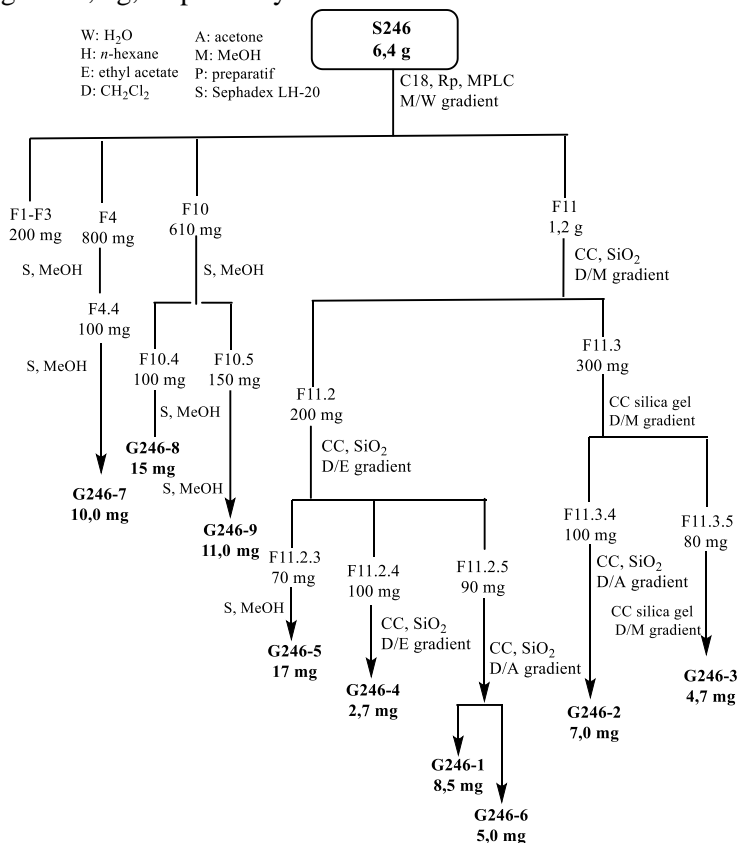 S246
6,4 g
W: H₂O
H: n-hexane
E: ethyl acetate
D: CH₂Cl₂
A: acetone
M: MeOH
P: preparatif
S: Sephadex LH-20
C18, Rp, MPLC
M/W gradient
F1-F3
200 mg
F4
800 mg
F10
610 mg
F11
1,2 g
S, MeOH
S, MeOH
CC, SiO₂
D/M gradient
F4.4
100 mg
F10.4
100 mg
F10.5
150 mg
F11.2
200 mg
F11.3
300 mg
S, MeOH
S, MeOH
CC silica gel
D/M gradient
G246-8
15 mg
CC, SiO₂
D/E gradient
G246-7
10,0 mg
S, MeOH
G246-9
11,0 mg
F11.2.3
70 mg
F11.2.4
100 mg
F11.2.5
90 mg
F11.3.4
100 mg
F11.3.5
80 mg
S, MeOH
CC, SiO₂
D/E gradient
CC, SiO₂
D/A gradient
CC, SiO₂
D/A gradient
CC silica gel
D/M gradient
G246-5
17 mg
G246-4
2,7 mg
G246-2
7,0 mg
G246-3
4,7 mg
G246-1
8,5 mg
G246-6
5,0 mg